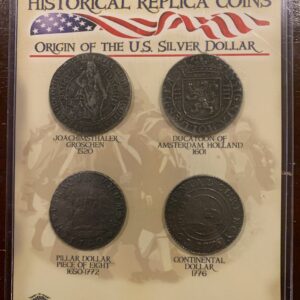 HISTORICAL REPLICA COINS
ORIGIN OF THE U.S. SILVER DOLLAR
JOACHIMSTHALER
GROSCHEN
1520
DUCATOON OF
AMSTERDAM, HOLLAND
1601
PILLAR DOLLAR
PIECE OF EIGHT
1650-1772
CONTINENTAL
DOLLAR
1776